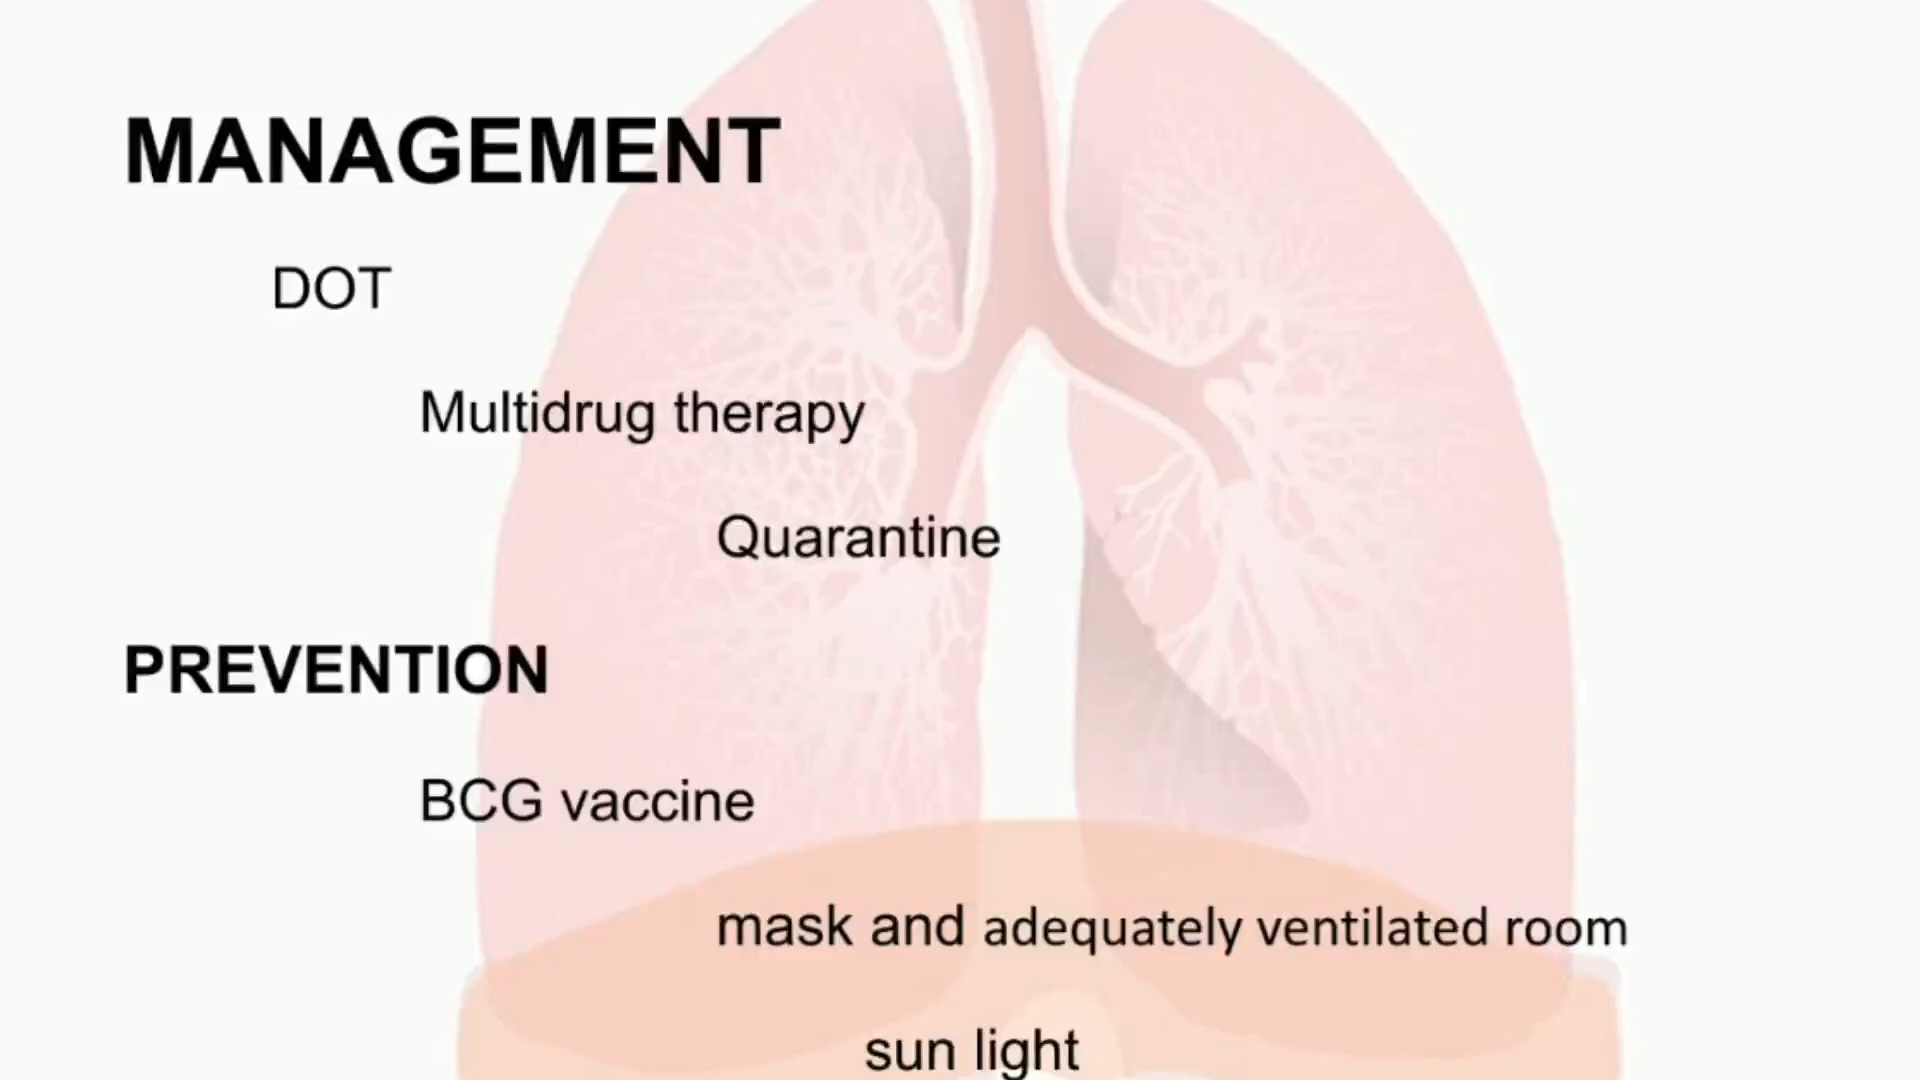 MANAGEMENT
DOT
Multidrug therapy
Quarantine
PREVENTION
BCG vaccine
mask and adequately ventilated room
sun light